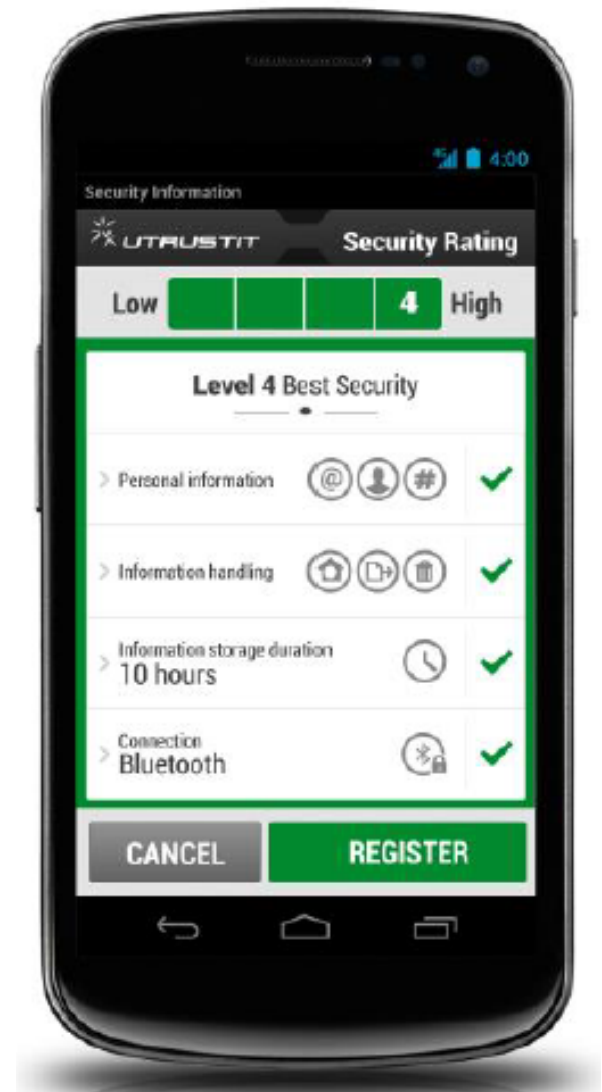 4G 4:00
Security Information
UTRUSTIT Security Rating
Low 4 High
Level 4 Best Security
Personal information @ #
Information handling
Information storage duration
10 hours
Connection
Bluetooth
CANCEL REGISTER